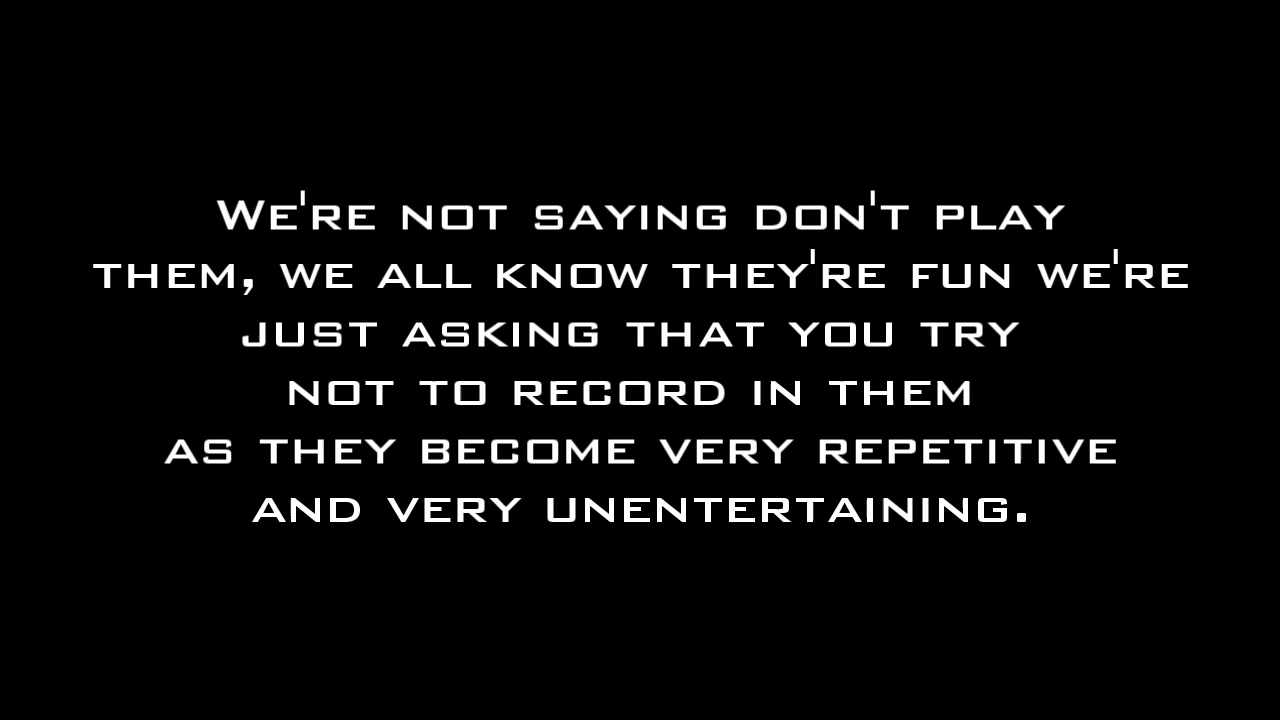 We're not saying don't play
them, we all know they're fun we're
just asking that you try
not to record in them
as they become very repetitive
and very unentertaining.